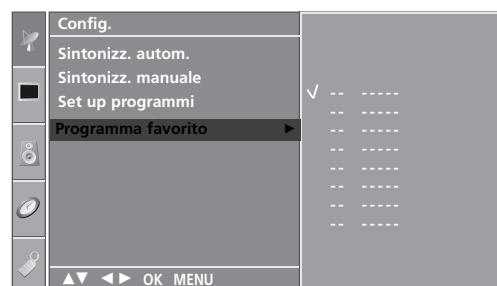 Config.
Sintonizz. autom.
Sintonizz. manuale
Set up programmi
Programma favorito ►
√ -- -----
-- -----
-- -----
-- -----
-- -----
-- -----
-- -----
-- -----
▲▼ ◄► OK MENU